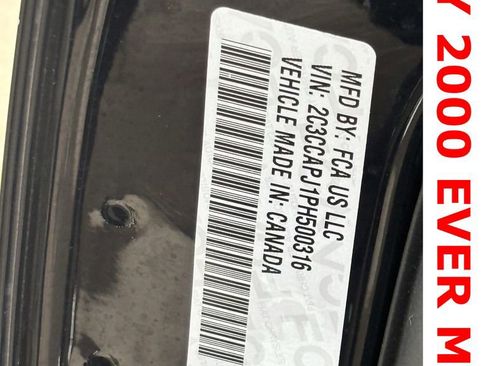 MFD BY: FCA US LLC
VIN: 2C3CCAPJ1PH500316
VEHICLE MADE IN: CANADA
Y 2000 EVER M